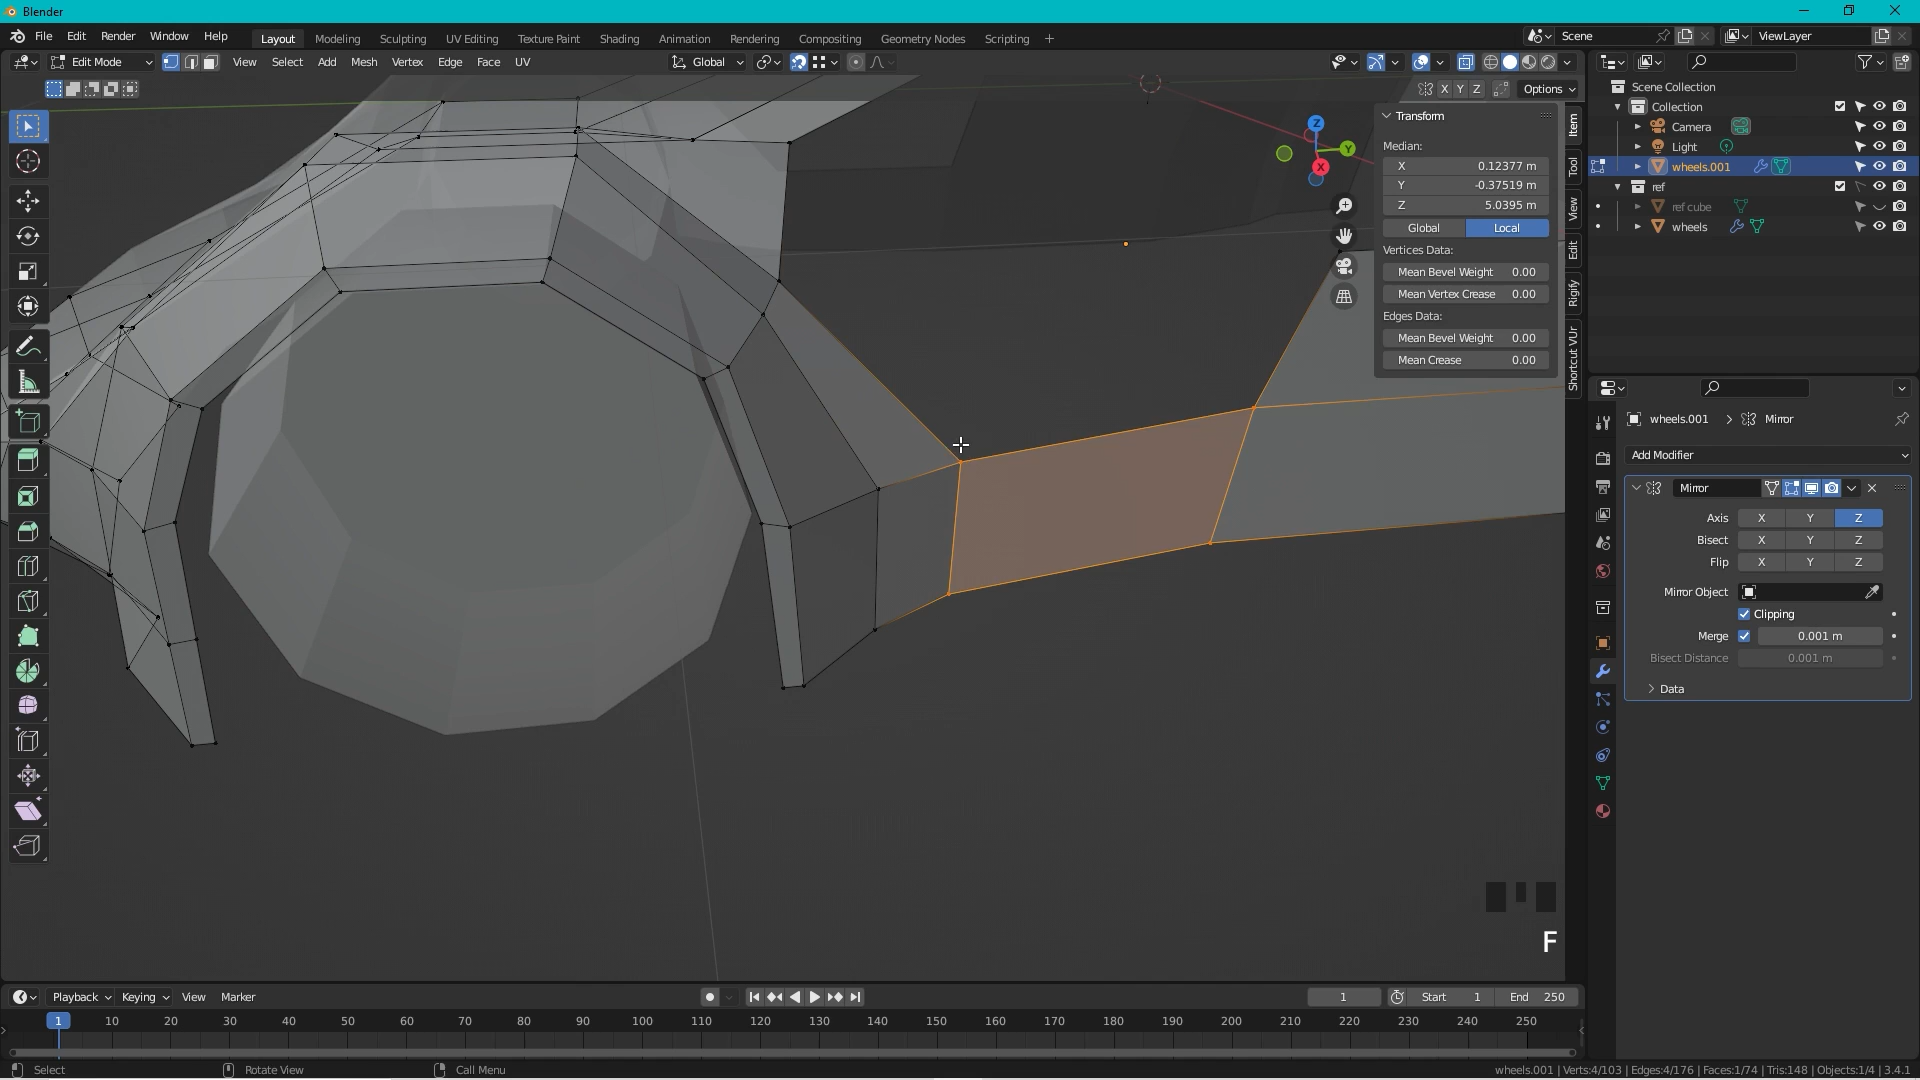 Blender
File Edit Render Window Help
Layout Modeling Sculpting UV Editing Texture Paint Shading Animation Rendering Compositing Geometry Nodes Scripting +
Scene ViewLayer
Edit Mode View Select Add Mesh Vertex Edge Face UV Global
X Y Z Options
Scene Collection
Collection
Camera
Light
wheels.001
ref
ref cube
wheels
Transform
Median:
X 0.12377 m
Y -0.37519 m
Z 5.0395 m
Global Local
Vertices Data:
Mean Bevel Weight 0.00
Mean Vertex Crease 0.00
Edges Data:
Mean Bevel Weight 0.00
Mean Crease 0.00
Item
Tool
View
Edit
Rigify
Shortcut VUr
Z
Y
X
wheels.001 > Mirror
Add Modifier
Mirror
Axis X Y Z
Bisect X Y Z
Flip X Y Z
Mirror Object
Clipping
Merge 0.001 m
Bisect Distance 0.001 m
Data
F
Playback Keying View Marker
1 Start 1 End 250
1 10 20 30 40 50 60 70 80 90 100 110 120 130 140 150 160 170 180 190 200 210 220 230 240 250
Select Rotate View Call Menu
wheels.001 | Verts:4/103 | Edges:4/176 | Faces:1/74 | Tris:148 | Objects:1/4 | 3.4.1